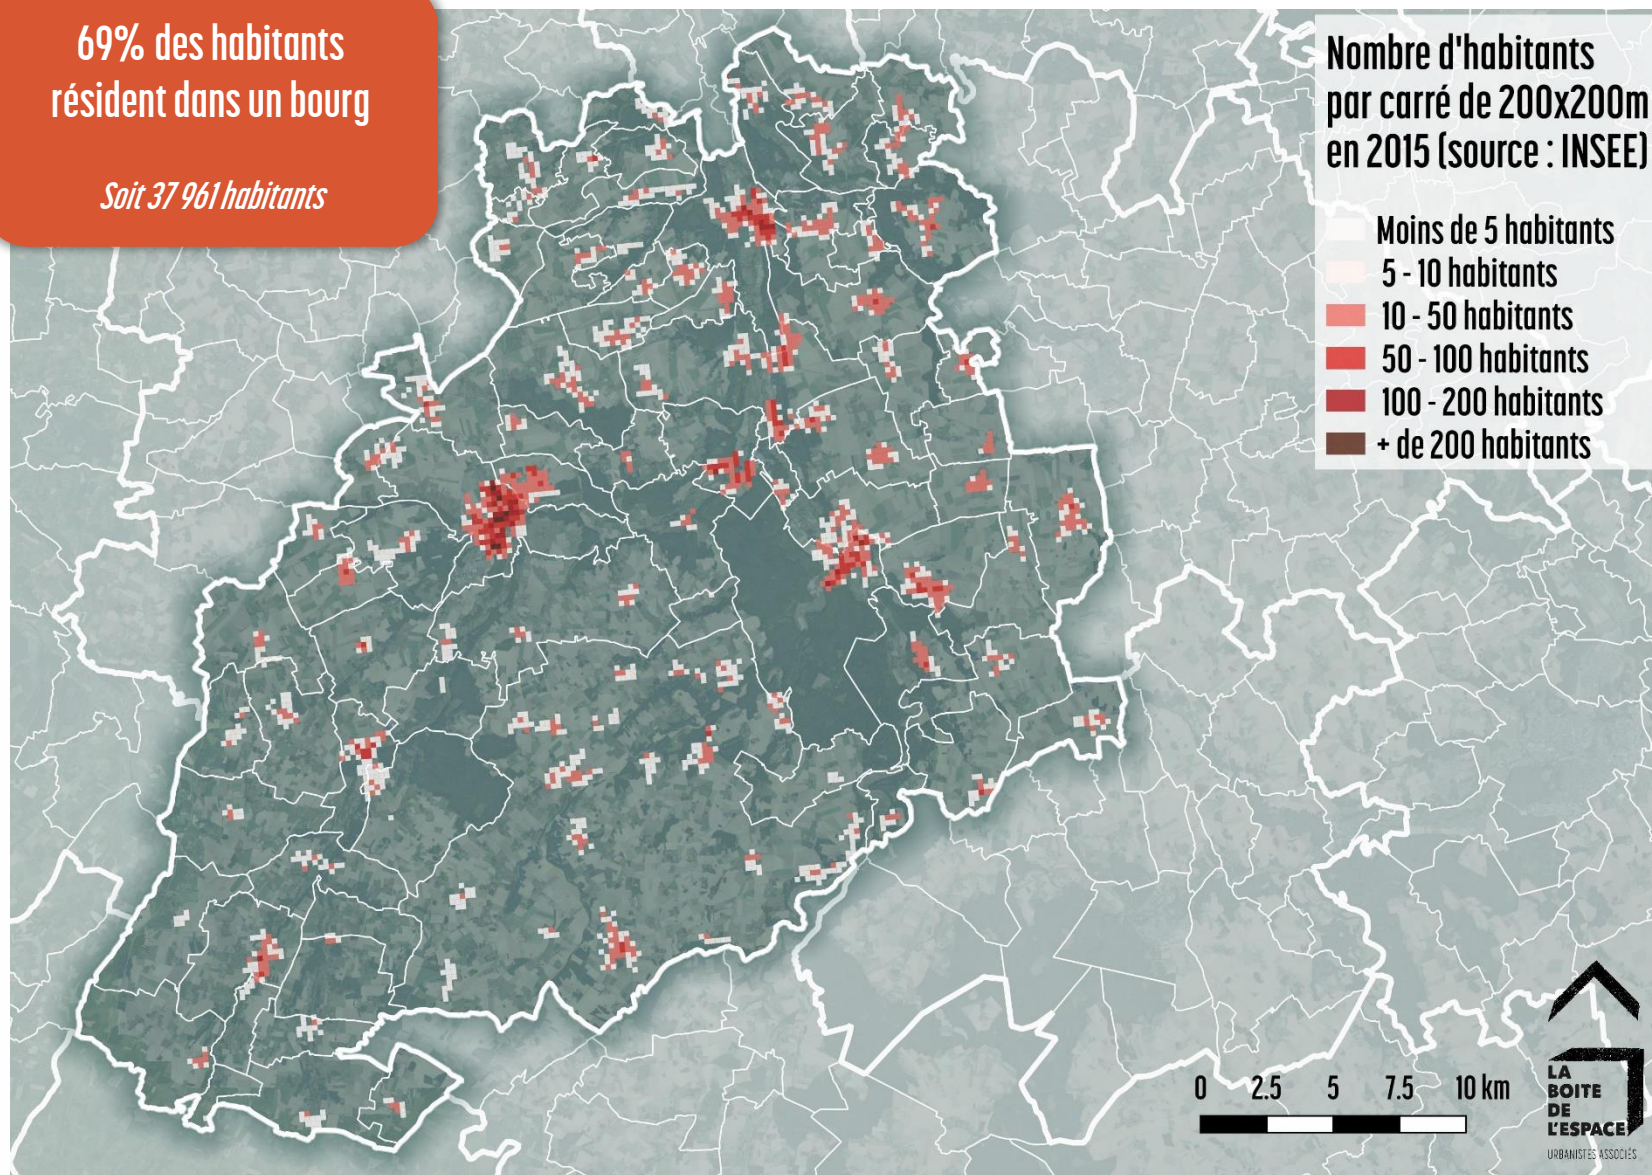 69% des habitants
résident dans un bourg
Soit 37 961 habitants
Nombre d'habitants
par carré de 200x200m
en 2015 (source : INSEE)
Moins de 5 habitants
5 - 10 habitants
10 - 50 habitants
50 - 100 habitants
100 - 200 habitants
+ de 200 habitants
0 2.5 5 7.5 10 km
LA
BOITE
DE
L'ESPACE
URBANISTES ASSOCIÉS